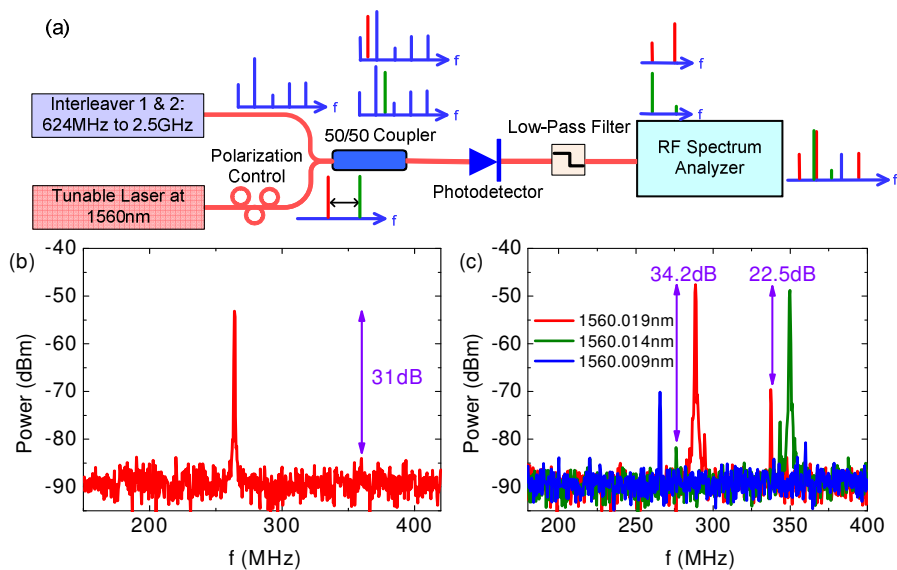 (a)
f
f
f
f
f
f
f
Interleaver 1 & 2:
624MHz to 2.5GHz
50/50 Coupler
Low-Pass Filter
RF Spectrum
Analyzer
Polarization
Control
Photodetector
Tunable Laser at
1560nm
(b)
-40
-50
-60
-70
-80
-90
Power (dBm)
31dB
200
300
400
f (MHz)
(c)
-40
-50
-60
-70
-80
-90
Power (dBm)
34.2dB
22.5dB
1560.019nm
1560.014nm
1560.009nm
200
250
300
350
400
f (MHz)